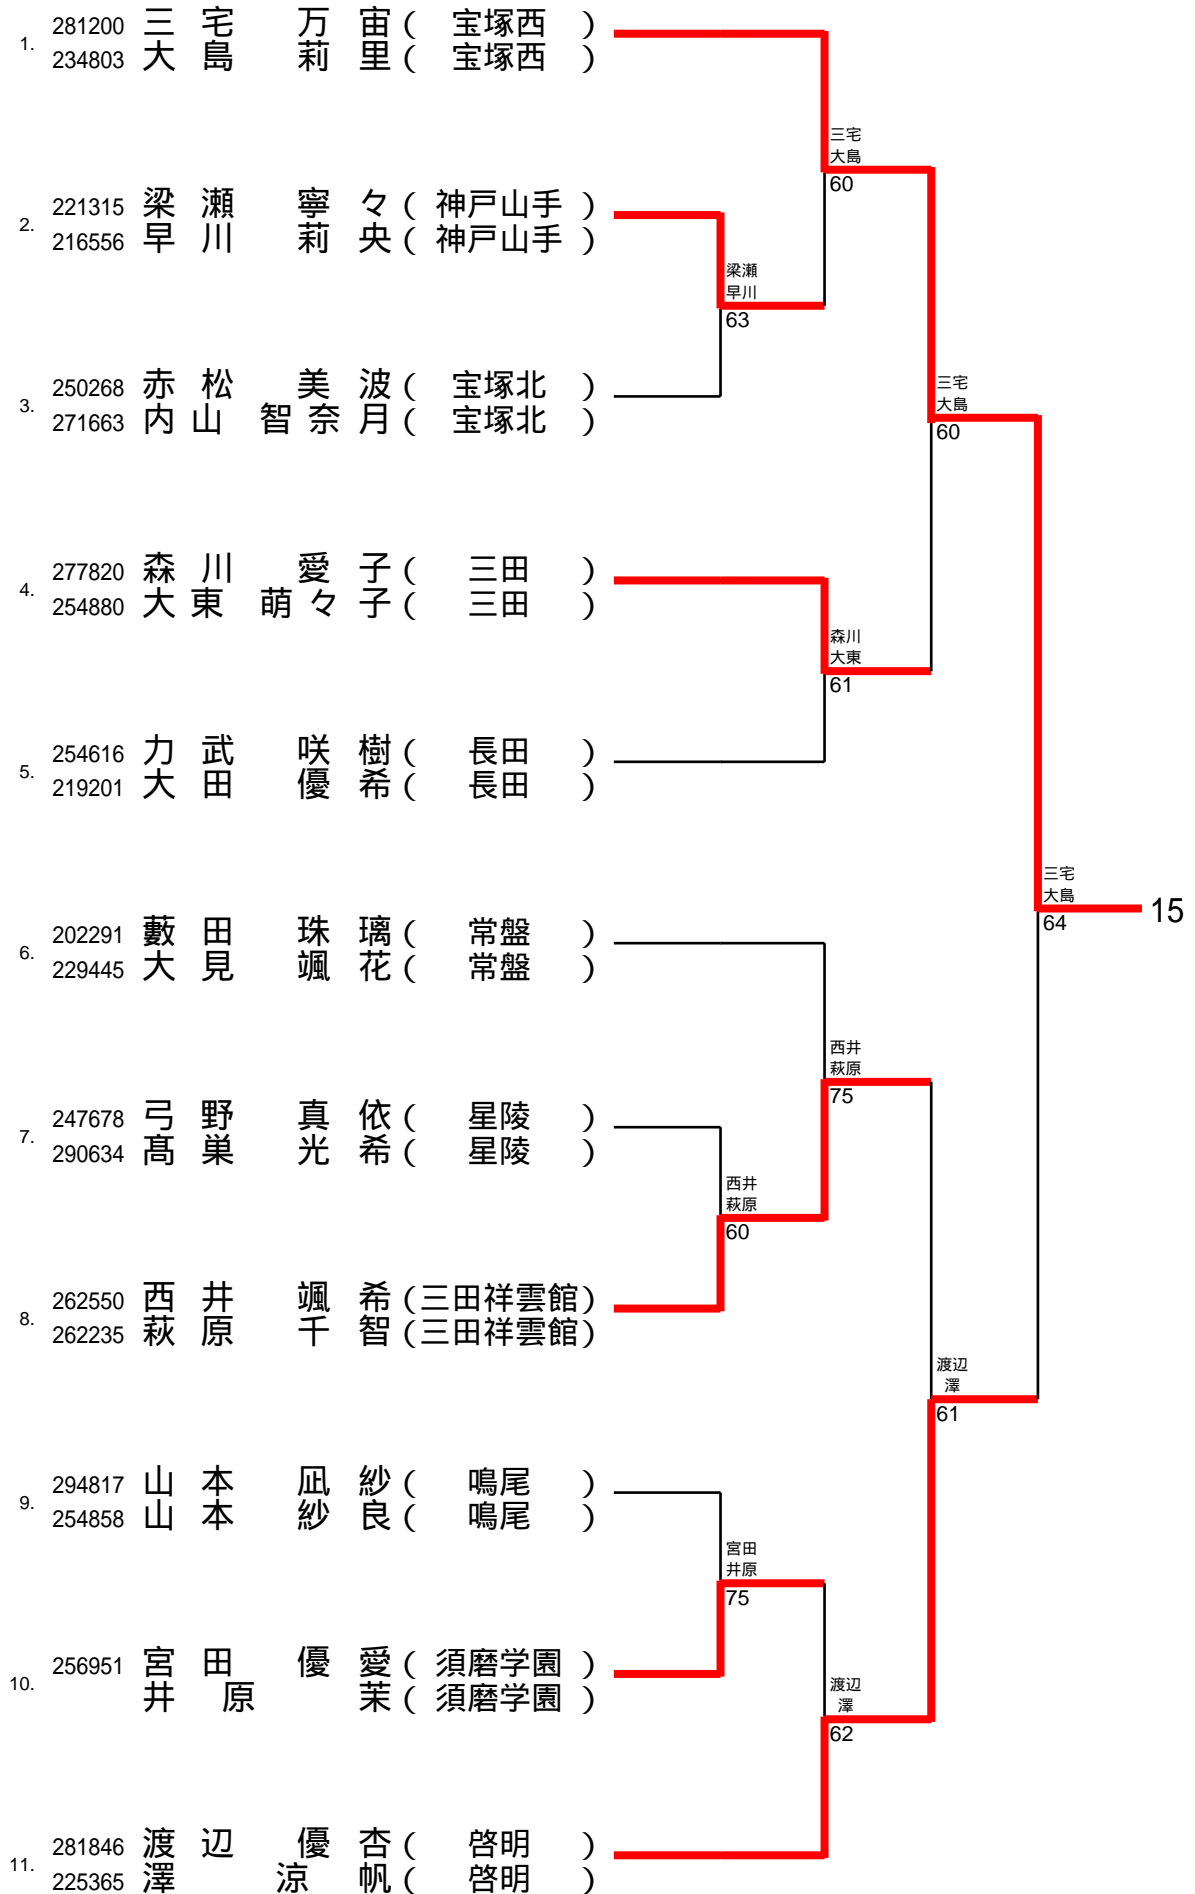 1. 281200 三宅 万宙 ( 宝塚西 )
234803 大島 莉里 ( 宝塚西 )
三宅
大島
60
2. 221315 梁瀬 寧々 ( 神戸山手 )
216556 早川 莉央 ( 神戸山手 )
梁瀬
早川
63
3. 250268 赤松 美波 ( 宝塚北 )
271663 内山 智奈月 ( 宝塚北 )
三宅
大島
60
4. 277820 森川 愛子 ( 三田 )
254880 大東 萌々子 ( 三田 )
森川
大東
61
5. 254616 力武 咲樹 ( 長田 )
219201 大田 優希 ( 長田 )
三宅
大島
64
15
6. 202291 藪田 珠璃 ( 常盤 )
229445 大見 颯花 ( 常盤 )
西井
萩原
75
7. 247678 弓野 真依 ( 星陵 )
290634 髙巣 光希 ( 星陵 )
西井
萩原
60
8. 262550 西井 颯希 (三田祥雲館)
262235 萩原 千智 (三田祥雲館)
渡辺
澤
61
9. 294817 山本 凪紗 ( 鳴尾 )
254858 山本 紗良 ( 鳴尾 )
宮田
井原
75
10. 256951 宮田 優愛 ( 須磨学園 )
井原 茉 ( 須磨学園 )
渡辺
澤
62
11. 281846 渡辺 優杏 ( 啓明 )
225365 澤 涼帆 ( 啓明 )